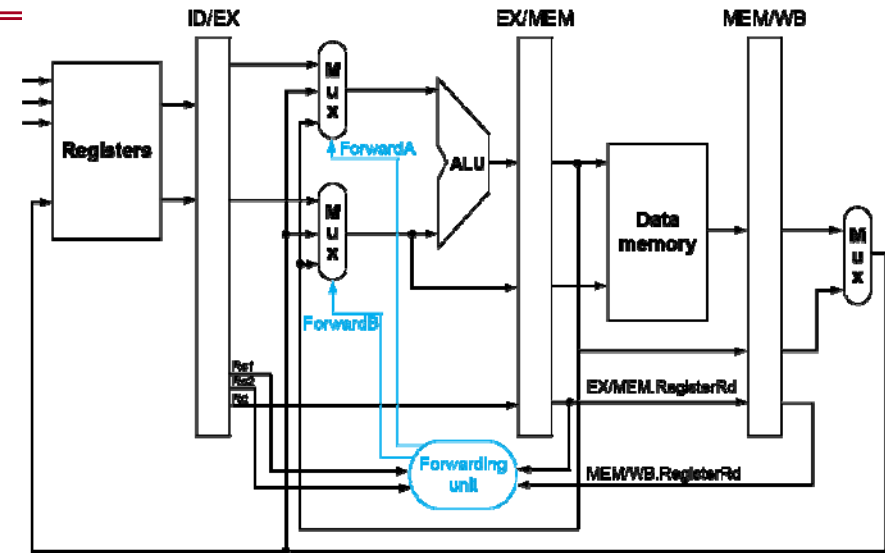 ID/EX
EX/MEM
MEM/WB
M
u
x
Registers
ForwardA
ALU
M
u
x
Data
memory
M
u
x
ForwardB
Rs1
Rs2
Rd
EX/MEM.RegisterRd
Forwarding
unit
MEM/WB.RegisterRd